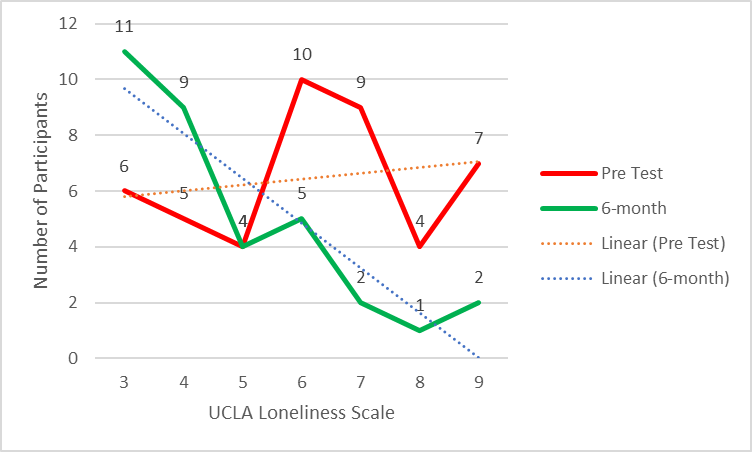 12
11
10
10
9
9
8
7
6
6
5
5
4
4
4
2
2
2
1
0
3 4 5 6 7 8 9
Number of Participants
UCLA Loneliness Scale
Pre Test
6-month
Linear (Pre Test)
Linear (6-month)